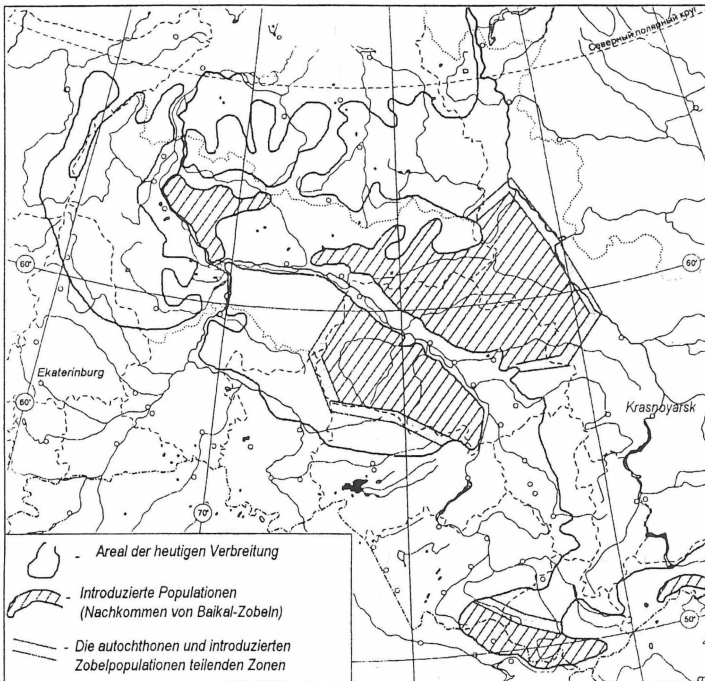 Северный полярный круг
60°
60°
Ekaterinburg
60°
Krasnoyarsk
70°
50°
- Areal der heutigen Verbreitung
- Introduzierte Populationen
(Nachkommen von Baikal-Zobeln)
- Die autochthonen und introduzierten
Zobelpopulationen teilenden Zonen